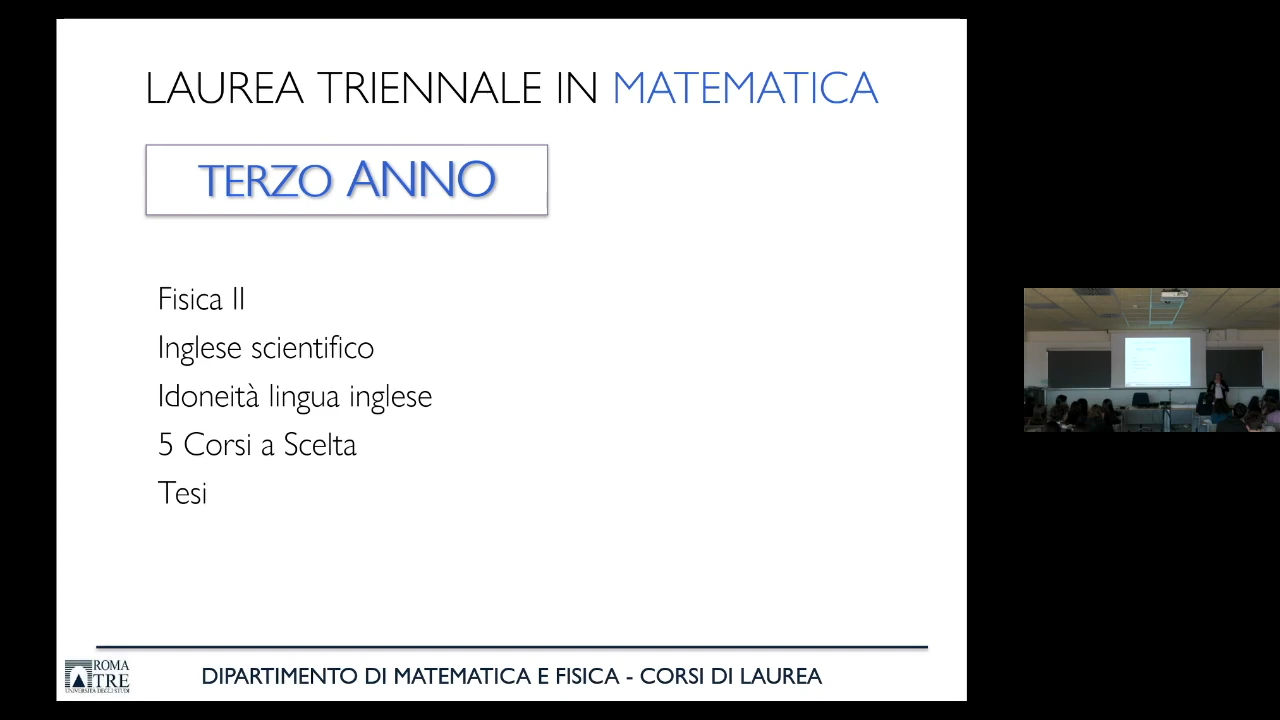 LAUREA TRIENNALE IN MATEMATICA
TERZO ANNO
Fisica II
Inglese scientifico
Idoneità lingua inglese
5 Corsi a Scelta
Tesi
ROMA
TRE
UNIVERSITÀ DEGLI STUDI
DIPARTIMENTO DI MATEMATICA E FISICA - CORSI DI LAUREA